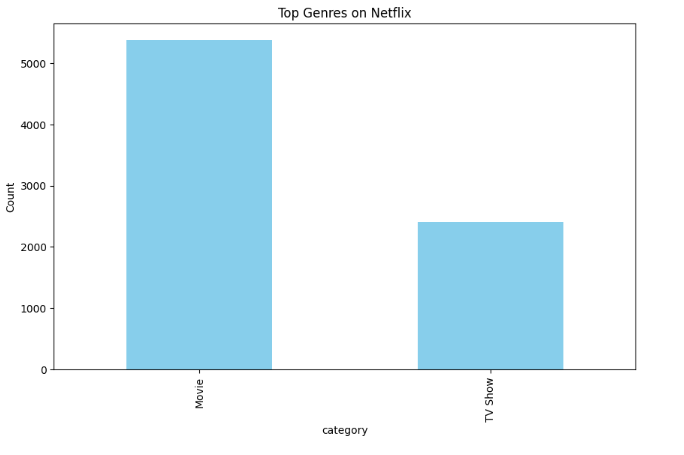 Top Genres on Netflix
Count
5000
4000
3000
2000
1000
0
Movie
TV Show
category